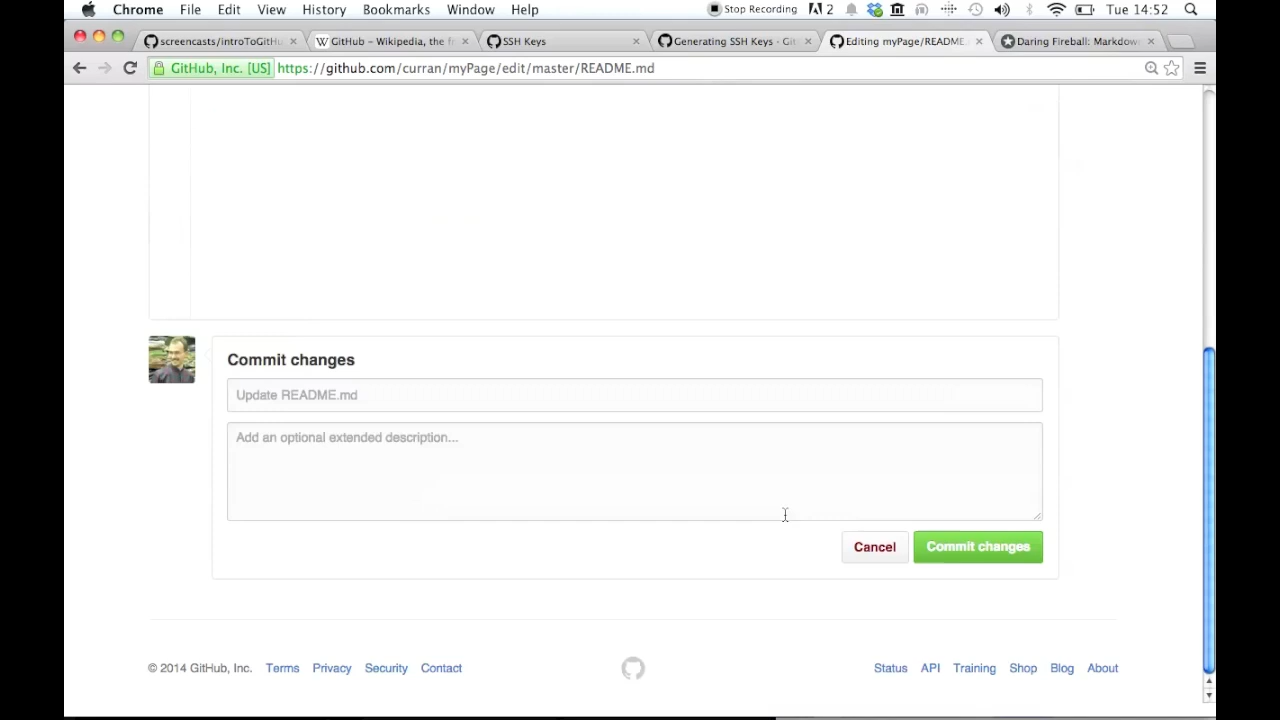 Chrome File Edit View History Bookmarks Window Help Stop Recording 2 Tue 14:52
screencasts/introToGitHu GitHub – Wikipedia, the fr SSH Keys Generating SSH Keys - Git Editing myPage/README Daring Fireball: Markdown
GitHub, Inc. [US] https://github.com/curran/myPage/edit/master/README.md
Commit changes
Update README.md
Add an optional extended description...
Cancel Commit changes
© 2014 GitHub, Inc. Terms Privacy Security Contact Status API Training Shop Blog About